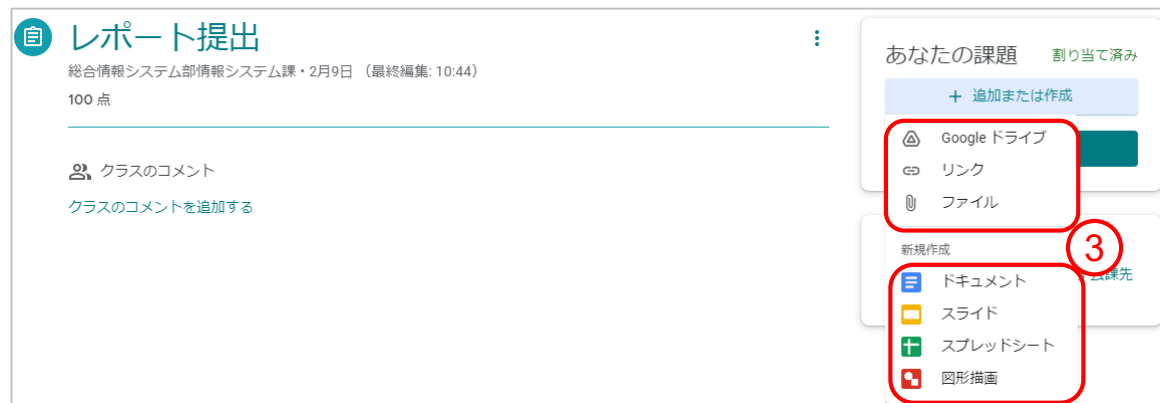 レポート提出
総合情報システム部情報システム課・2月9日 （最終編集: 10:44）
100 点
クラスのコメント
クラスのコメントを追加する
あなたの課題 割り当て済み
+ 追加または作成
Google ドライブ
リンク
ファイル
新規作成
3
課先
ドキュメント
スライド
スプレッドシート
図形描画